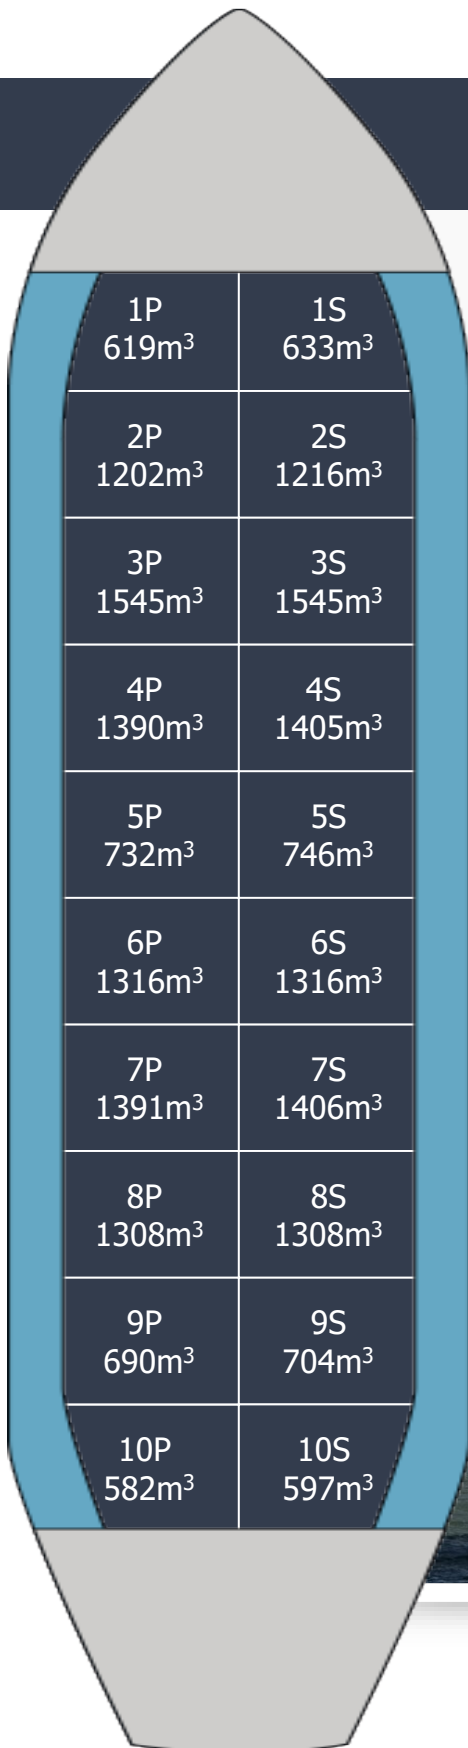 1P 1S
619m³ 633m³
2P 2S
1202m³ 1216m³
3P 3S
1545m³ 1545m³
4P 4S
1390m³ 1405m³
5P 5S
732m³ 746m³
6P 6S
1316m³ 1316m³
7P 7S
1391m³ 1406m³
8P 8S
1308m³ 1308m³
9P 9S
690m³ 704m³
10P 10S
582m³ 597m³